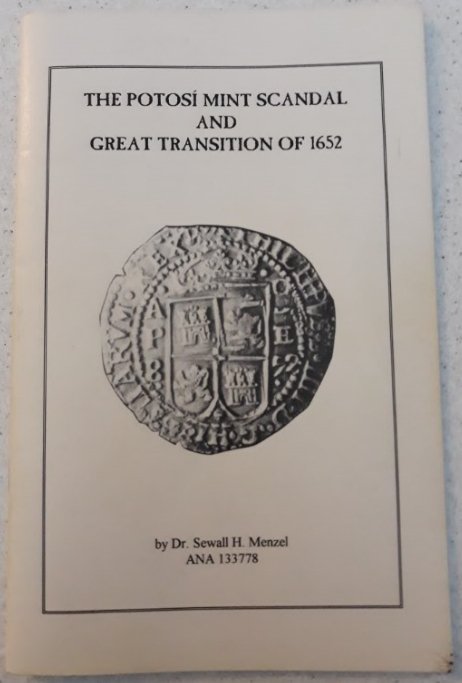 THE POTOSÍ MINT SCANDAL
AND
GREAT TRANSITION OF 1652
by Dr. Sewall H. Menzel
ANA 133778